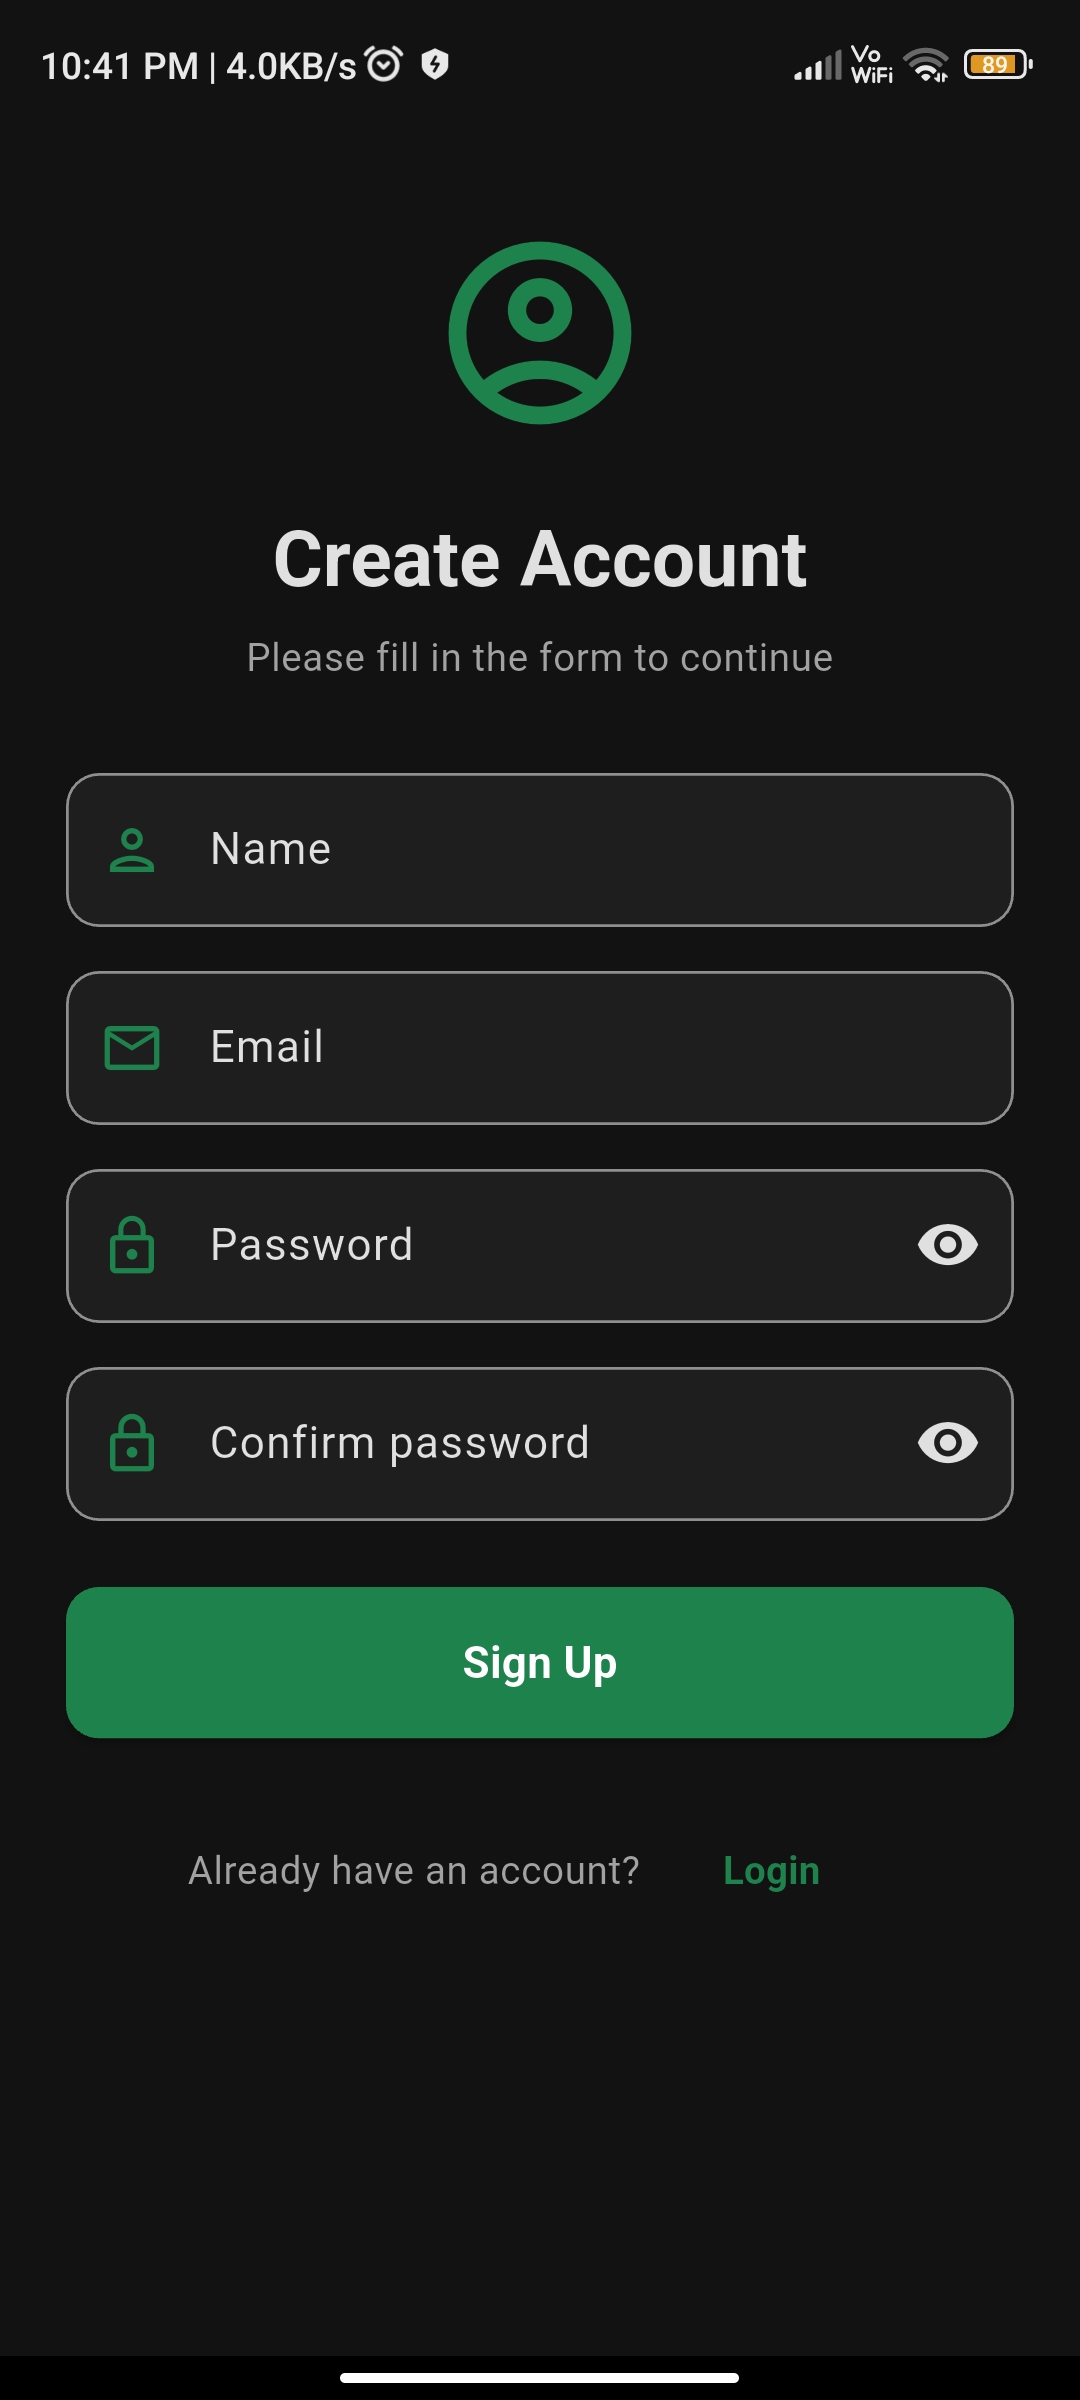 10:41 PM | 4.0KB/s Vo WiFi 89
Create Account
Please fill in the form to continue
Name
Email
Password
Confirm password
Sign Up
Already have an account? Login